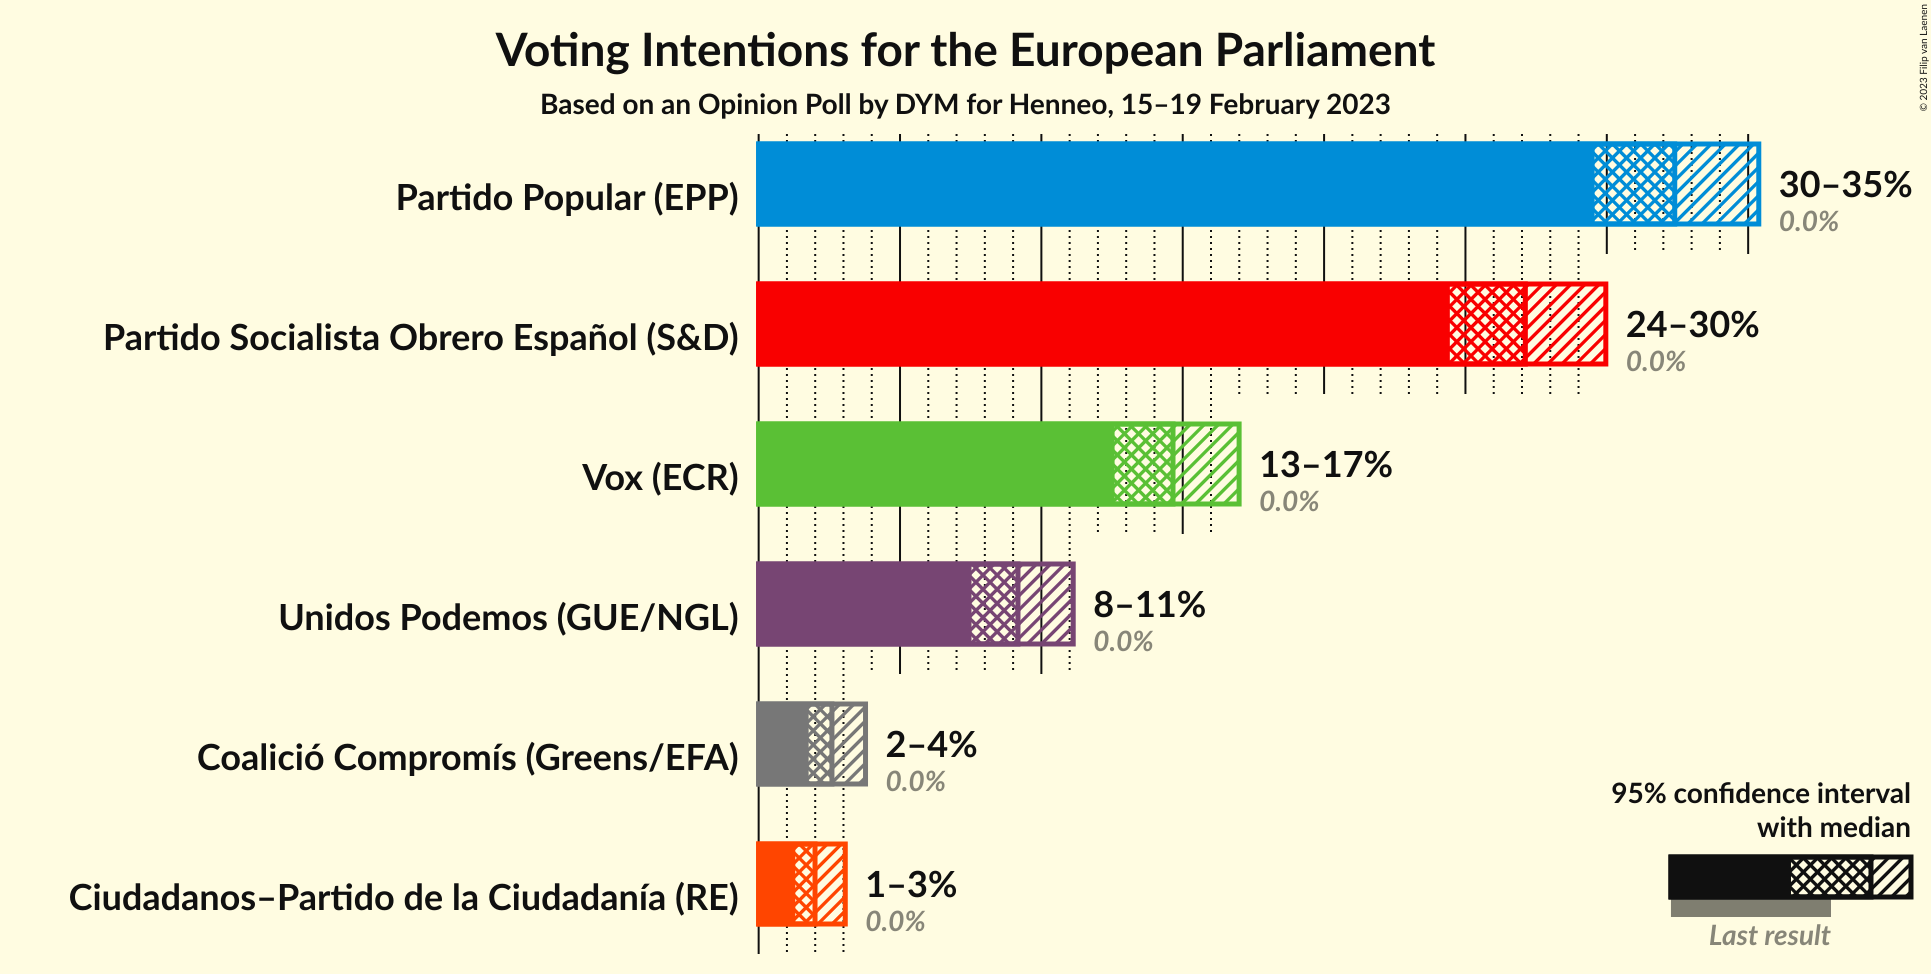 Voting Intentions for the European Parliament
Based on an Opinion Poll by DYM for Henneo, 15–19 February 2023
© 2023 Filip van Laenen
Partido Popular (EPP)
30–35%
0.0%
Partido Socialista Obrero Español (S&D)
24–30%
0.0%
Vox (ECR)
13–17%
0.0%
Unidos Podemos (GUE/NGL)
8–11%
0.0%
Coalició Compromís (Greens/EFA)
2–4%
0.0%
Ciudadanos–Partido de la Ciudadanía (RE)
1–3%
0.0%
95% confidence interval
with median
Last result